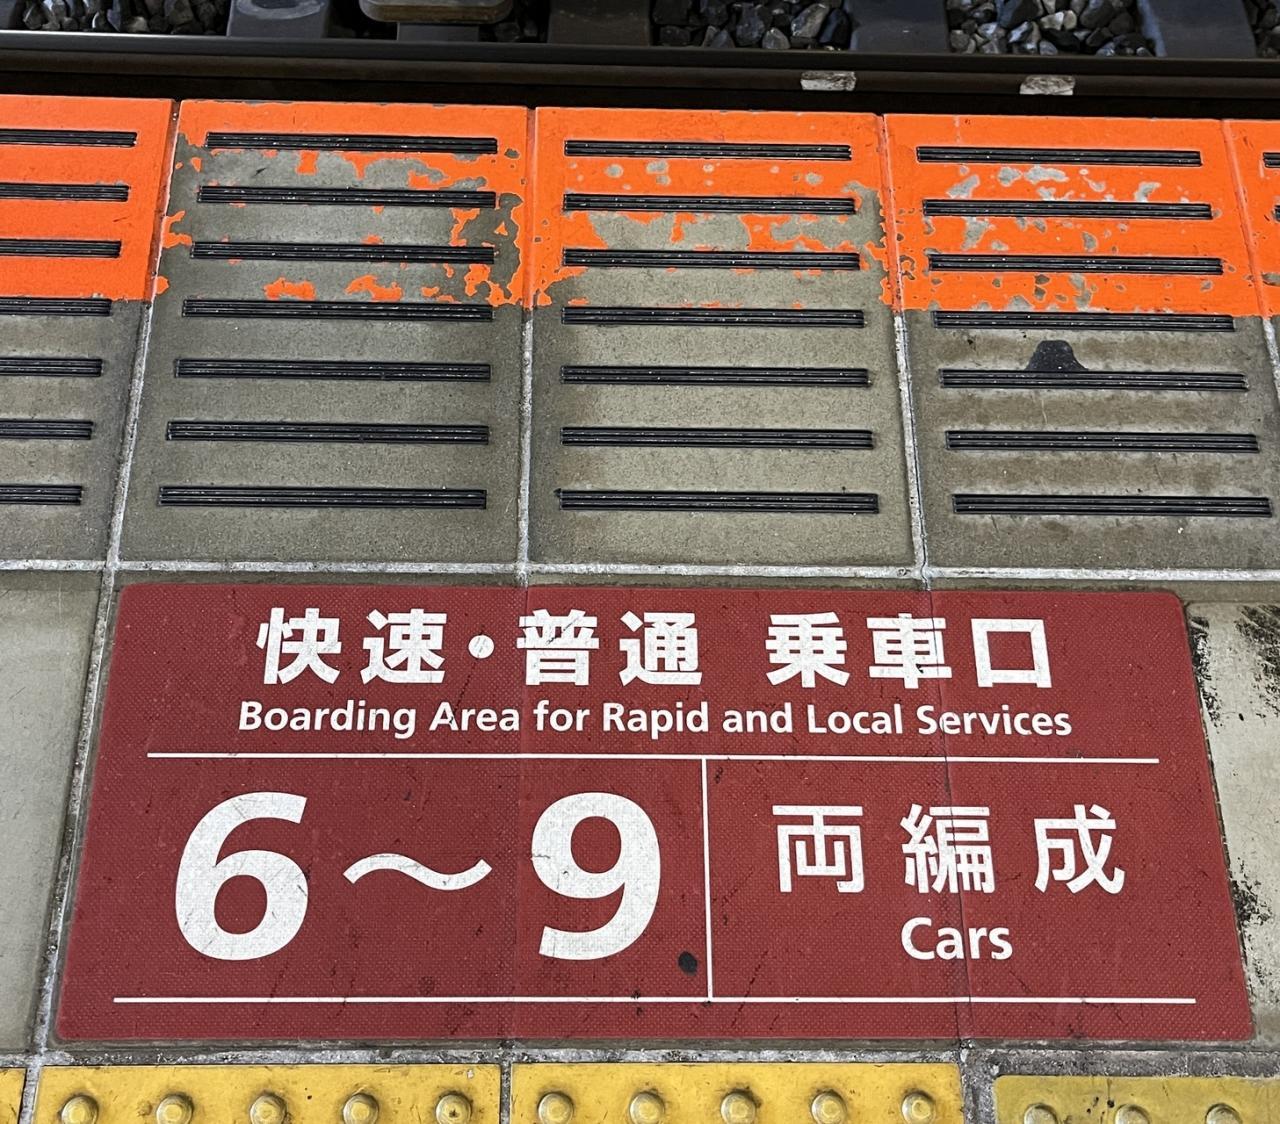 快速・普通 乗車口
Boarding Area for Rapid and Local Services
6～9
両編成
Cars